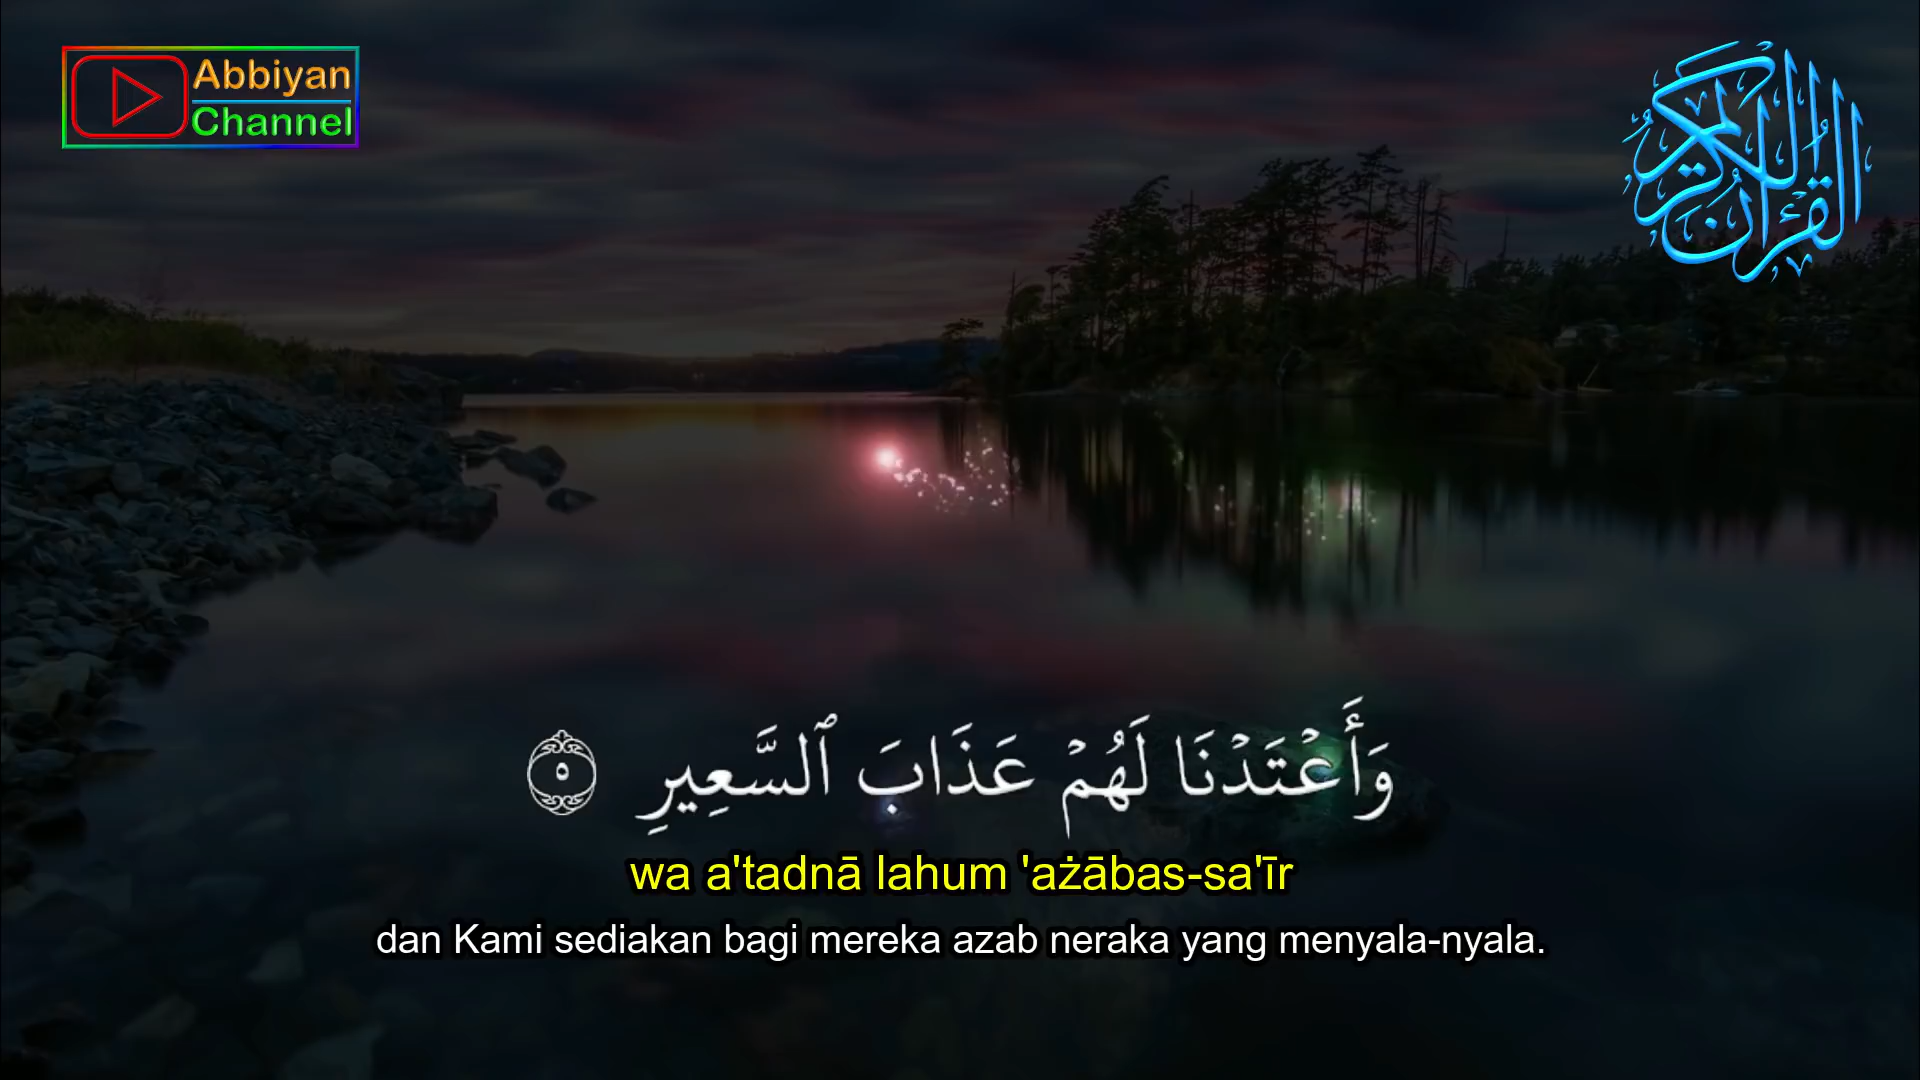 Abbiyan
Channel
القرآن الكريم
وَأَعۡتَدۡنَا لَهُمۡ عَذَابَ ٱلسَّعِيرِ ٥
wa a'tadnā lahum 'ażābas-sa'īr
dan Kami sediakan bagi mereka azab neraka yang menyala-nyala.